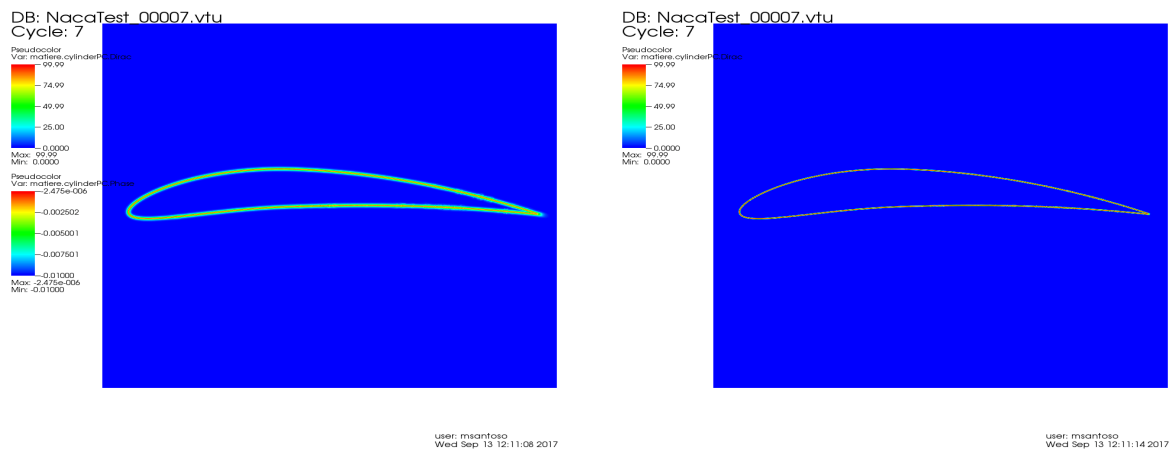 DB: NacaTest_00007.vtu
Cycle: 7
Pseudocolor
Var: matiere.cylinderPC.Dirac
99.99
74.99
49.99
25.00
0.0000
Max: 99.99
Min: 0.0000
Pseudocolor
Var:
-2.475e-006
-0.002502
-0.005001
-0.007501
-0.01000
Max: -2.475e-006
Min: -0.01000
user: msantoso
Wed Sep 13 12:11:08 2017
DB: NacaTest_00007.vtu
Cycle: 7
Pseudocolor
Var: matiere.cylinderPC.Dirac
99.99
74.99
49.99
25.00
0.0000
Max: 99.99
Min: 0.0000
user: msantoso
Wed Sep 13 12:11:14 2017